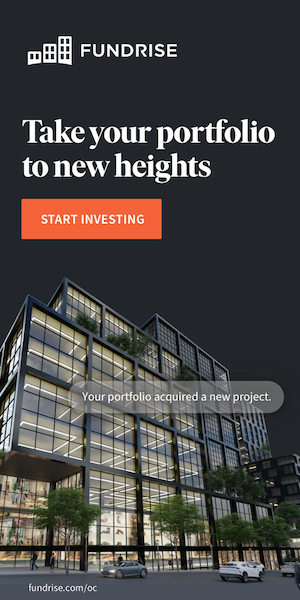 FUNDRISE
Take your portfolio
to new heights
START INVESTING
Your portfolio acquired a new project.
fundrise.com/oc